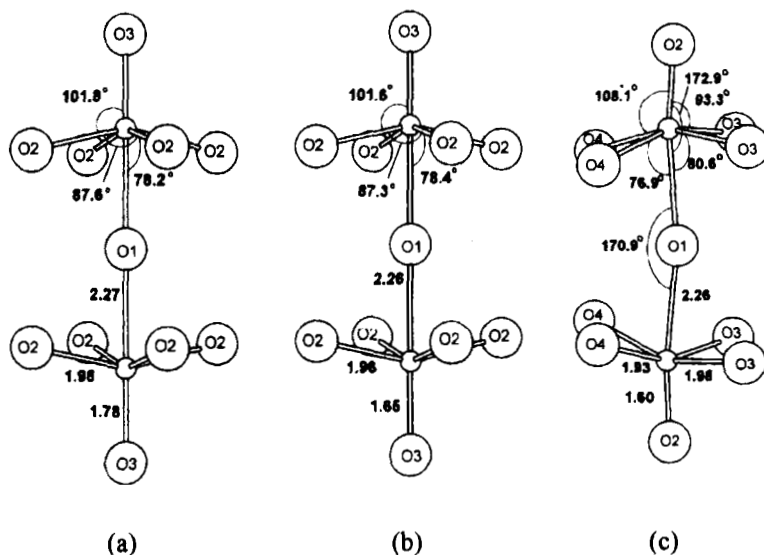 O3
O3
O2
101.8°
101.6°
108.1°
172.9°
93.3°
O2
O2
O2
O2
O2
O2
O2
O2
O4
O4
O3
O3
87.6°
78.2°
87.3°
78.4°
76.9°
80.6°
O1
O1
170.9°
O1
2.27
2.26
2.26
O2
O2
O2
O2
O2
O2
O2
O2
O4
O4
O3
O3
1.98
1.96
1.93
1.98
1.78
1.65
1.60
O3
O3
O2
(a)
(b)
(c)